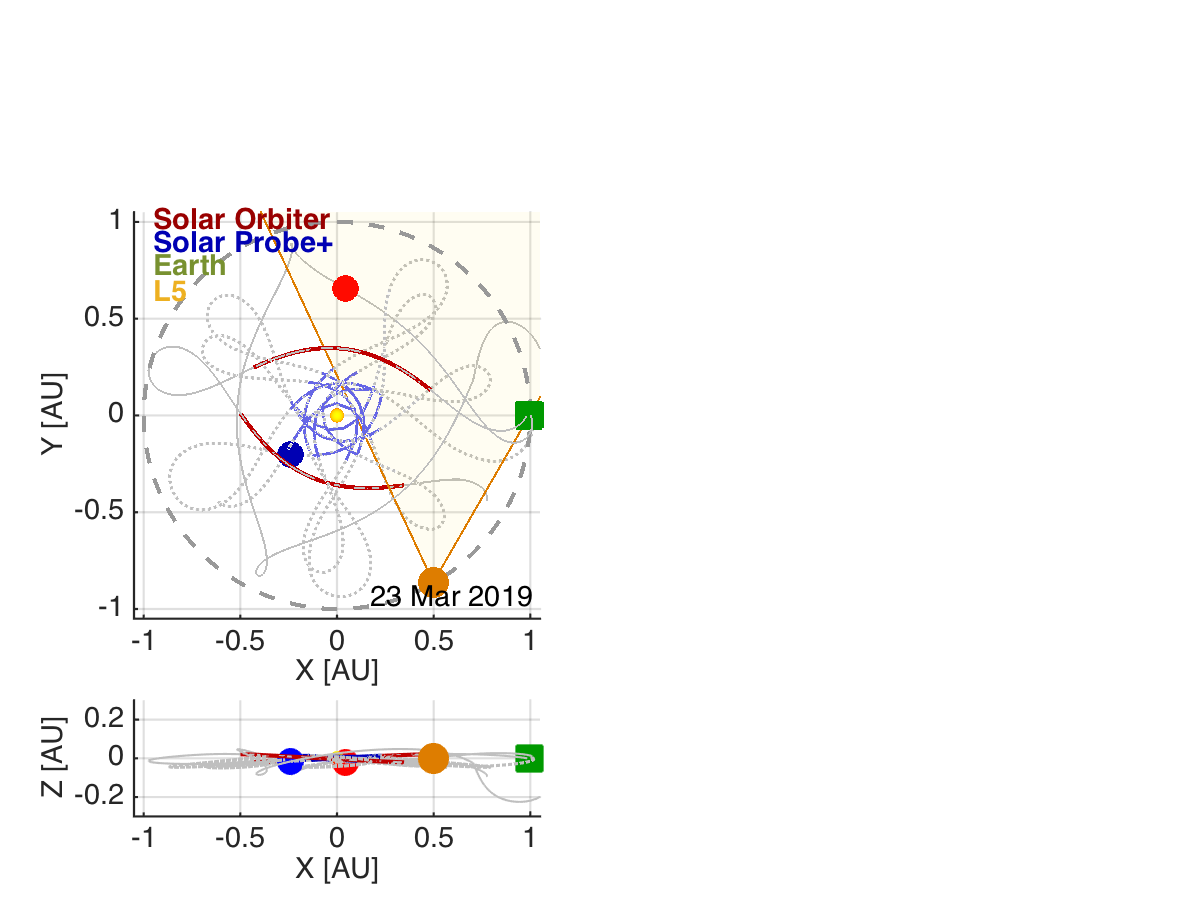 Solar Orbiter
Solar Probe+
Earth
L5
1
0.5
0
-0.5
-1
Y [AU]
23 Mar 2019
-1 -0.5 0 0.5 1
X [AU]
0.2
0
-0.2
Z [AU]
-1 -0.5 0 0.5 1
X [AU]